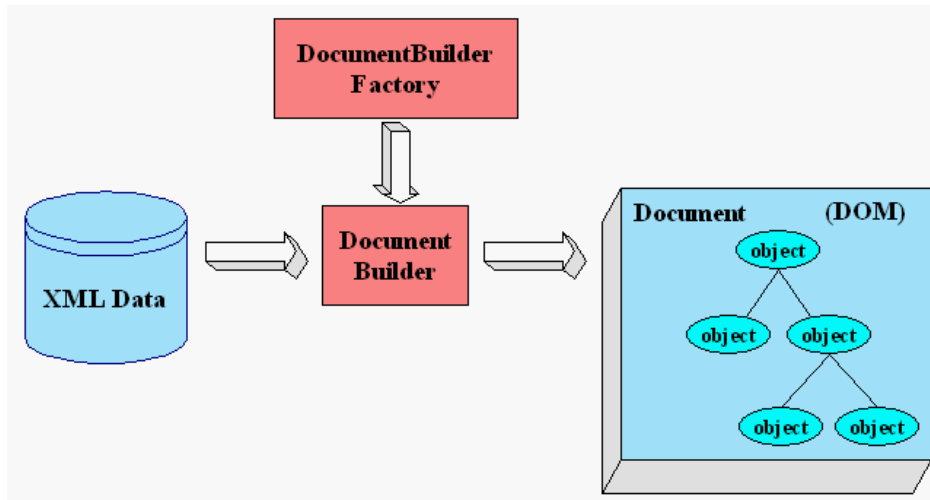 DocumentBuilder
Factory
XML Data
Document
Builder
Document (DOM)
object
object object
object object